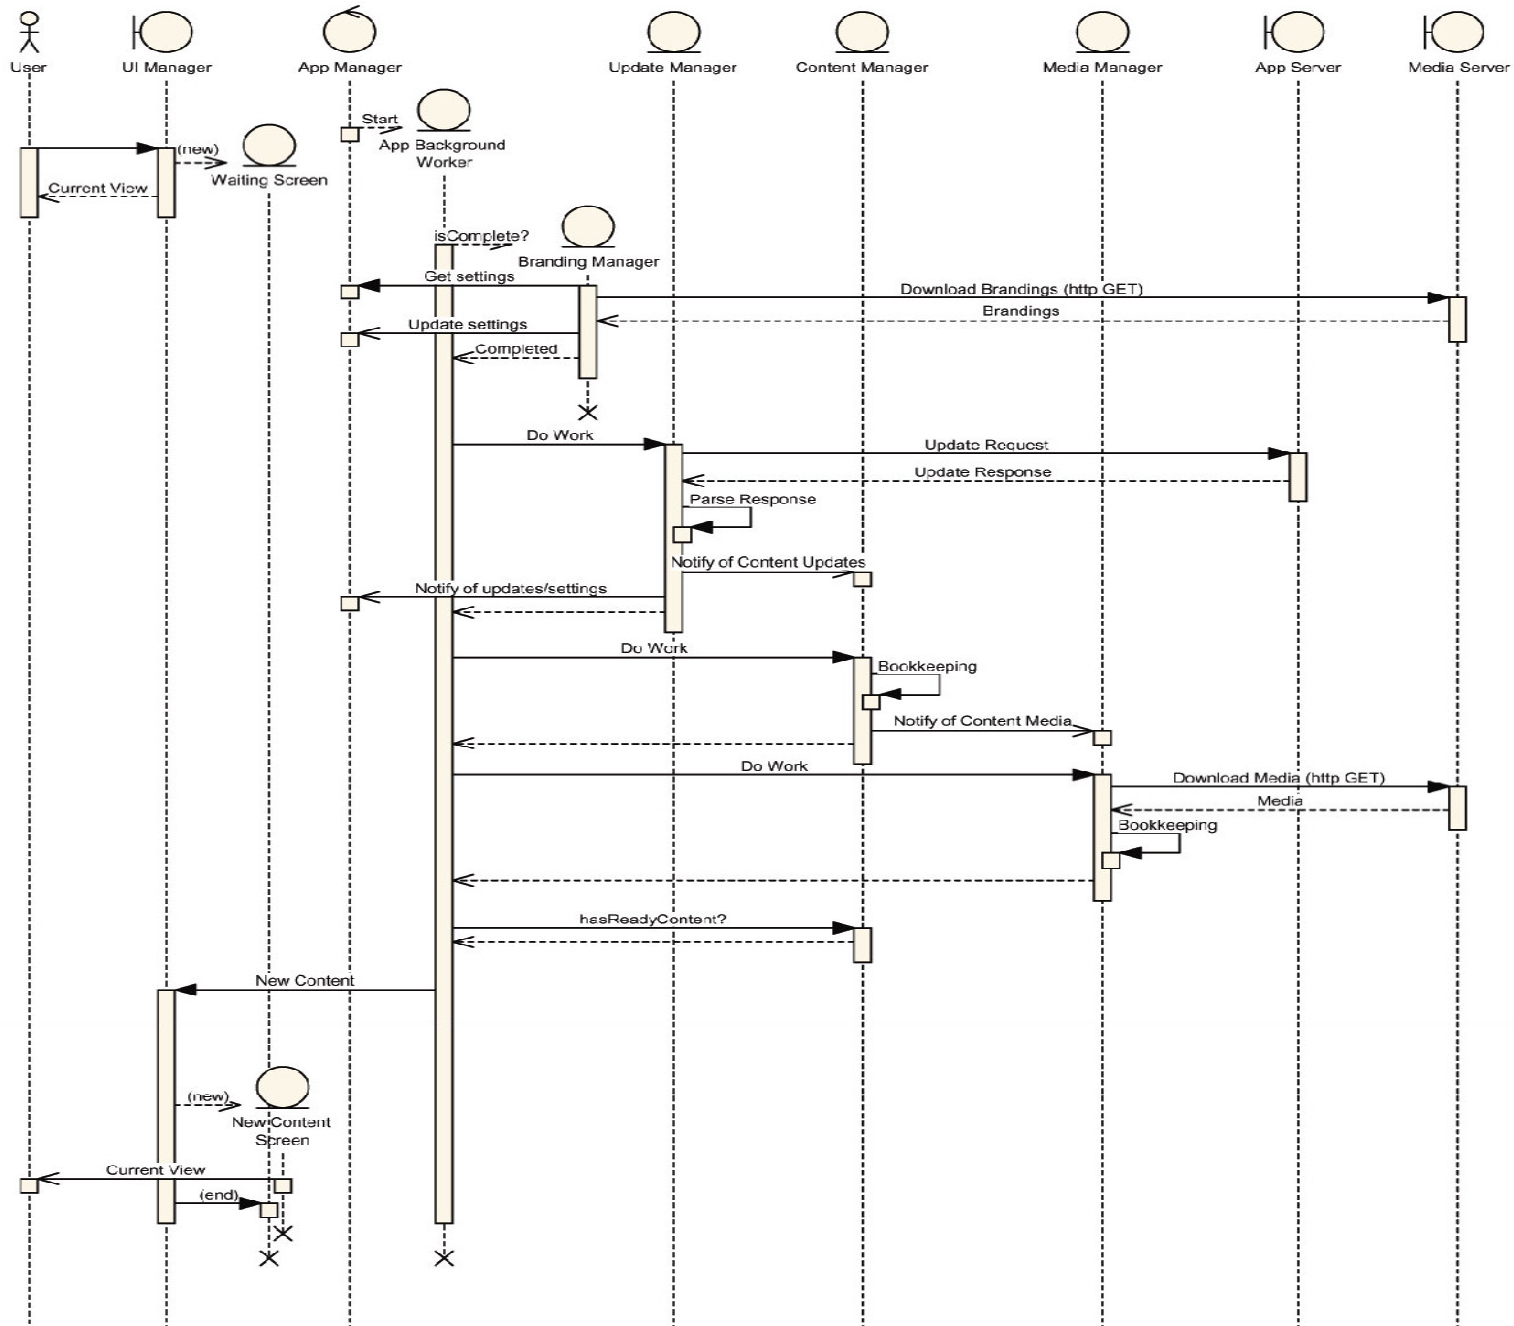 User
UI Manager
App Manager
Update Manager
Content Manager
Media Manager
App Server
Media Server
Start
App Background
Worker
(new)
Waiting Screen
Current View
isComplete?
Branding Manager
Get settings
Download Brandings (http GET)
Brandings
Update settings
Completed
Do Work
Update Request
Update Response
Parse Response
Notify of Content Updates
Notify of updates/settings
Do Work
Bookkeeping
Notify of Content Media
Do Work
Download Media (http GET)
Media
Bookkeeping
hasReadyContent?
New Content
(new)
New Content
Screen
Current View
(end)